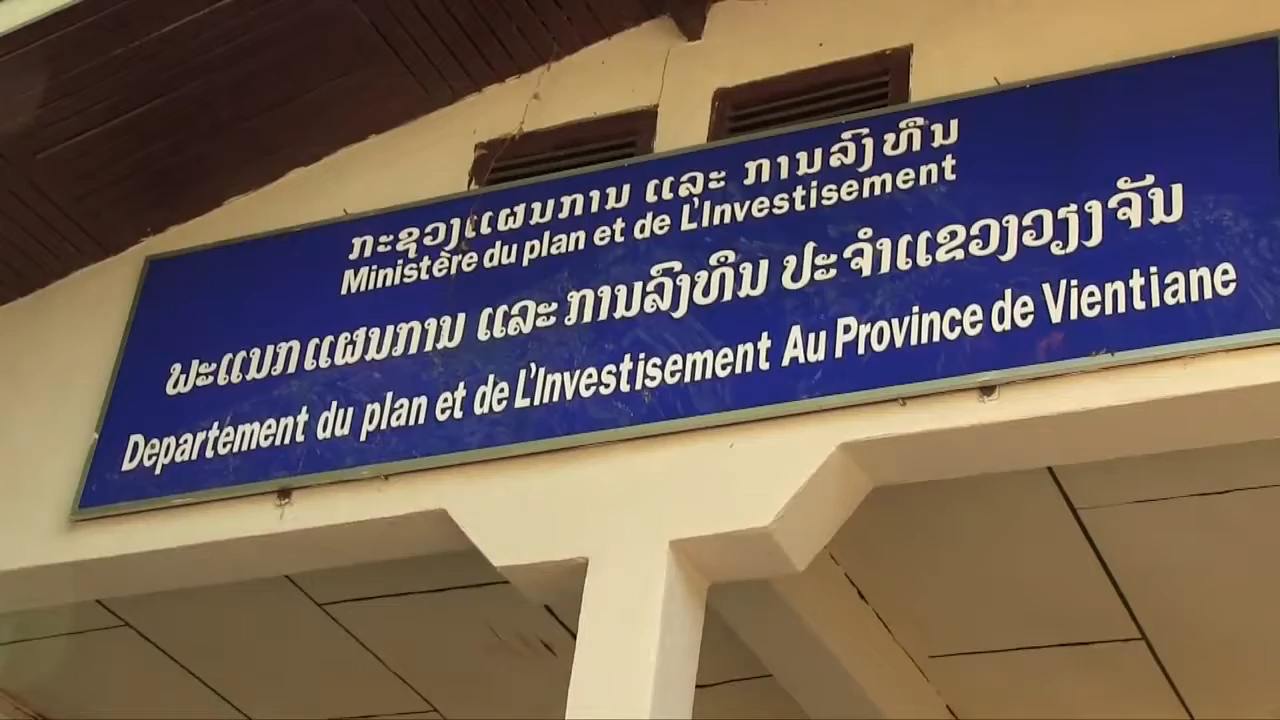 ກະຊວງແຜນການ ແລະ ການລົງທຶນ
Ministère du plan et de L'Investisement
ພະແນກແຜນການ ແລະ ການລົງທຶນ ປະຈຳແຂວງວຽງຈັນ
Departement du plan et de L'Investisement Au Province de Vientiane